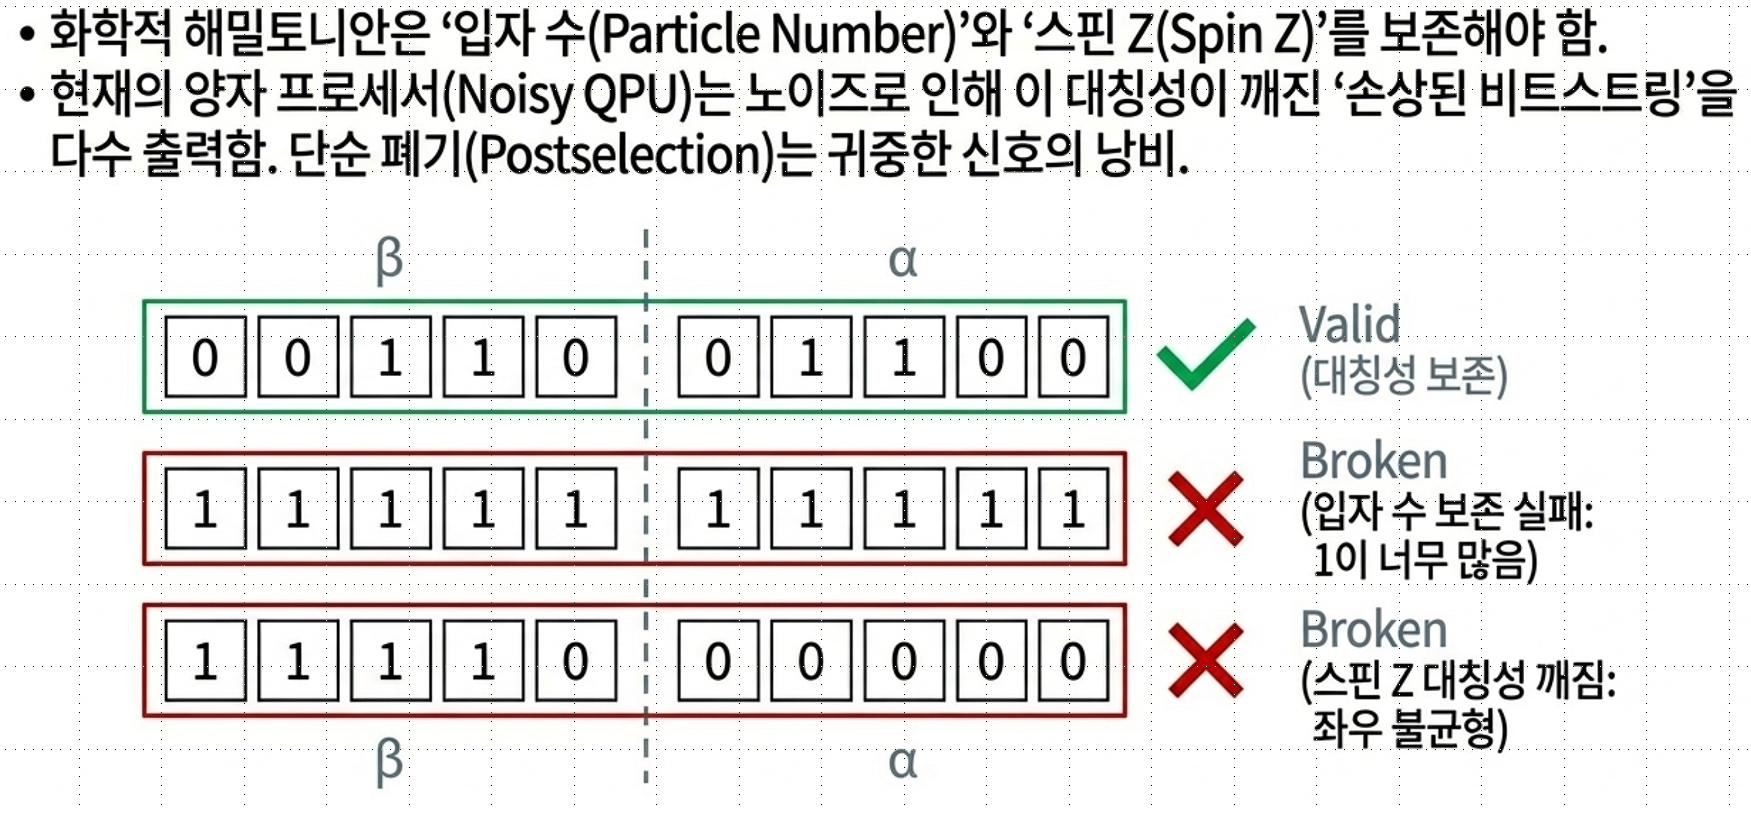 • 화학적 해밀토니안은 ‘입자 수(Particle Number)’와 ‘스핀 Z(Spin Z)’를 보존해야 함.
• 현재의 양자 프로세서(Noisy QPU)는 노이즈로 인해 이 대칭성이 깨진 ‘손상된 비트스트링’을
다수 출력함. 단순 폐기(Postselection)는 귀중한 신호의 낭비.
β α
0 0 1 1 0 0 1 1 0 0
Valid
(대칭성 보존)
1 1 1 1 1 1 1 1 1 1
Broken
(입자 수 보존 실패:
1이 너무 많음)
1 1 1 1 0 0 0 0 0 0
Broken
(스핀 Z 대칭성 깨짐:
좌우 불균형)
β α